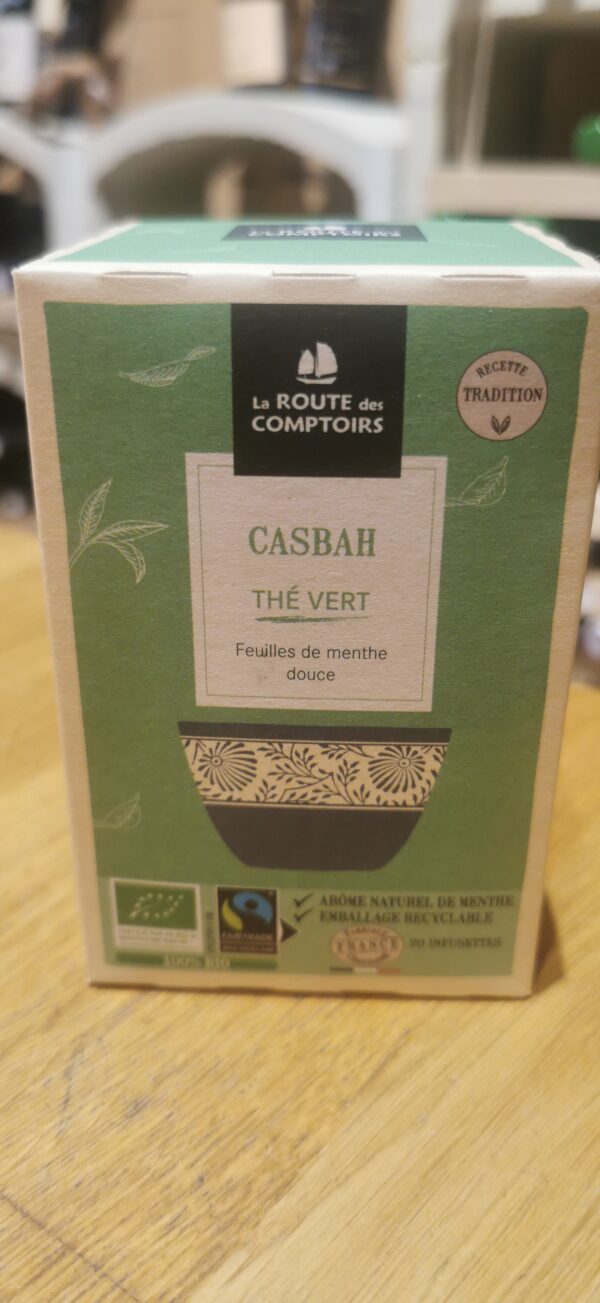 RECETTE
TRADITION
La ROUTE des
COMPTOIRS
CASBAH
THÉ VERT
Feuilles de menthe
douce
ARÔME NATUREL DE MENTHE
EMBALLAGE RECYCLABLE
FAIRTRADE
FRANCE
20 INFUSETTES
100% BIO